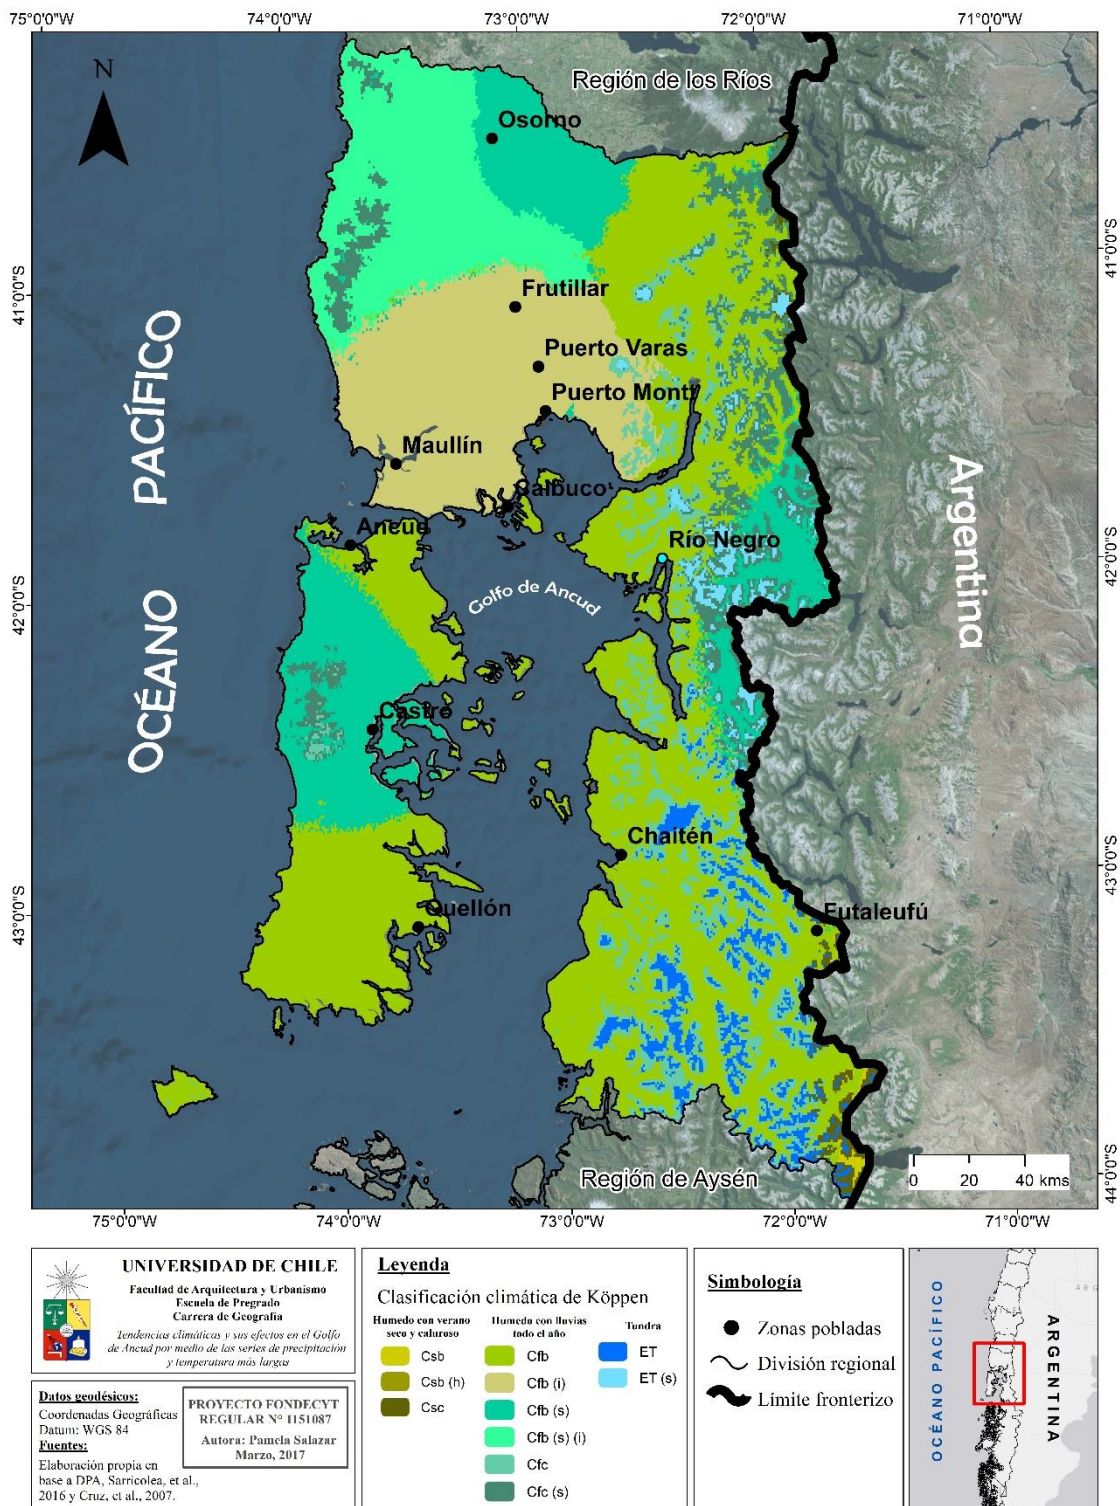 75°0'0"W 74°0'0"W 73°0'0"W 72°0'0"W 71°0'0"W
N
Región de los Ríos
Osorno
41°0'0"S
41°0'0"S
Frutillar
Puerto Varas
Puerto Montt
Maullín
Calbuco
Ancud
Río Negro
42°0'0"S
42°0'0"S
Golfo de Ancud
OCÉANO PACÍFICO
Argentina
Castro
Chaitén
43°0'0"S
43°0'0"S
Quellón
Futaleufú
Región de Aysén
44°0'0"S
0 20 40 kms
75°0'0"W 74°0'0"W 73°0'0"W 72°0'0"W 71°0'0"W
UNIVERSIDAD DE CHILE
Facultad de Arquitectura y Urbanismo
Escuela de Pregrado
Carrera de Geografía
Tendencias climáticas y sus efectos en el Golfo
de Ancud por medio de las series de precipitación
y temperatura más largas
Datos geodésicos:
Coordenadas Geográficas
Datum: WGS 84
Fuentes:
Elaboración propia en
base a DPA, Sarricolea, et al.,
2016 y Cruz, et al., 2007.
PROYECTO FONDECYT
REGULAR N° 1151087
Autora: Pamela Salazar
Marzo, 2017
Leyenda
Clasificación climática de Köppen
Humedo con verano
seco y caluroso
Csb
Csb (h)
Csc
Humedo con lluvias
todo el año
Cfb
Cfb (i)
Cfb (s)
Cfb (s) (i)
Cfc
Cfc (s)
Tundra
ET
ET (s)
Simbología
Zonas pobladas
División regional
Límite fronterizo
OCÉANO PACÍFICO
ARGENTINA